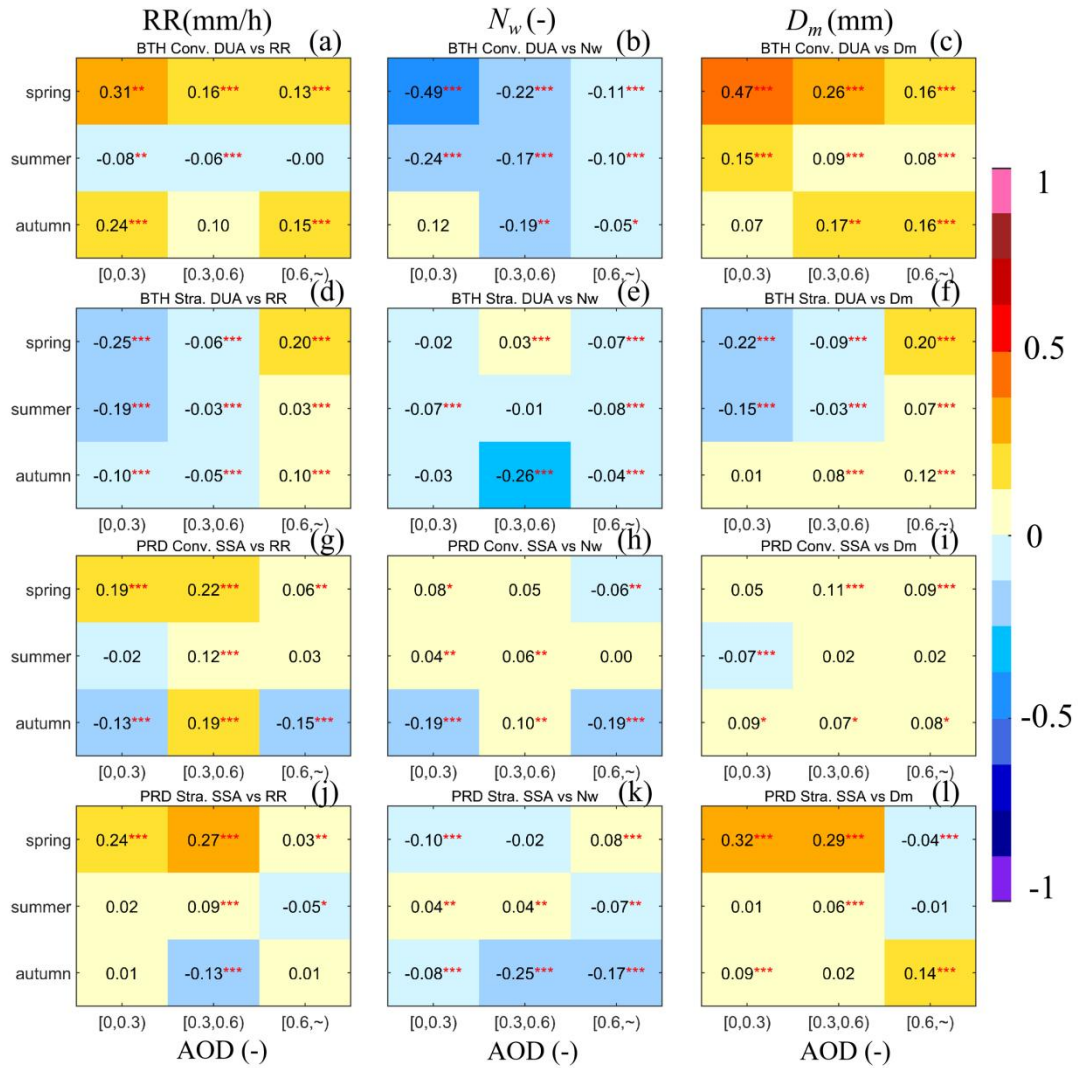 RR(mm/h) N_w (-) D_m (mm)
BTH Conv. DUA vs RR (a) BTH Conv. DUA vs Nw (b) BTH Conv. DUA vs Dm (c)
spring 0.31** 0.16*** 0.13*** -0.49*** -0.22*** -0.11*** 0.47*** 0.26*** 0.16***
summer -0.08** -0.06*** -0.00 -0.24*** -0.17*** -0.10*** 0.15*** 0.09*** 0.08***
autumn 0.24*** 0.10 0.15*** 0.12 -0.19** -0.05* 0.07 0.17** 0.16***
[0,0.3) [0.3,0.6) [0.6,~) [0,0.3) [0.3,0.6) [0.6,~) [0,0.3) [0.3,0.6) [0.6,~)
BTH Stra. DUA vs RR (d) BTH Stra. DUA vs Nw (e) BTH Stra. DUA vs Dm (f)
spring -0.25*** -0.06*** 0.20*** -0.02 0.03*** -0.07*** -0.22*** -0.09*** 0.20***
summer -0.19*** -0.03*** 0.03*** -0.07*** -0.01 -0.08*** -0.15*** -0.03*** 0.07***
autumn -0.10*** -0.05*** 0.10*** -0.03 -0.26*** -0.04*** 0.01 0.08*** 0.12***
[0,0.3) [0.3,0.6) [0.6,~) [0,0.3) [0.3,0.6) [0.6,~) [0,0.3) [0.3,0.6) [0.6,~)
PRD Conv. SSA vs RR (g) PRD Conv. SSA vs Nw (h) PRD Conv. SSA vs Dm (i)
spring 0.19*** 0.22*** 0.06** 0.08* 0.05 -0.06** 0.05 0.11*** 0.09***
summer -0.02 0.12*** 0.03 0.04** 0.06** 0.00 -0.07*** 0.02 0.02
autumn -0.13*** 0.19*** -0.15*** -0.19*** 0.10** -0.19*** 0.09* 0.07* 0.08*
[0,0.3) [0.3,0.6) [0.6,~) [0,0.3) [0.3,0.6) [0.6,~) [0,0.3) [0.3,0.6) [0.6,~)
PRD Stra. SSA vs RR (j) PRD Stra. SSA vs Nw (k) PRD Stra. SSA vs Dm (l)
spring 0.24*** 0.27*** 0.03** -0.10*** -0.02 0.08*** 0.32*** 0.29*** -0.04***
summer 0.02 0.09*** -0.05* 0.04** 0.04** -0.07** 0.01 0.06*** -0.01
autumn 0.01 -0.13*** 0.01 -0.08*** -0.25*** -0.17*** 0.09*** 0.02 0.14***
[0,0.3) [0.3,0.6) [0.6,~) [0,0.3) [0.3,0.6) [0.6,~) [0,0.3) [0.3,0.6) [0.6,~)
AOD (-) AOD (-) AOD (-)
1
0.5
0
-0.5
-1